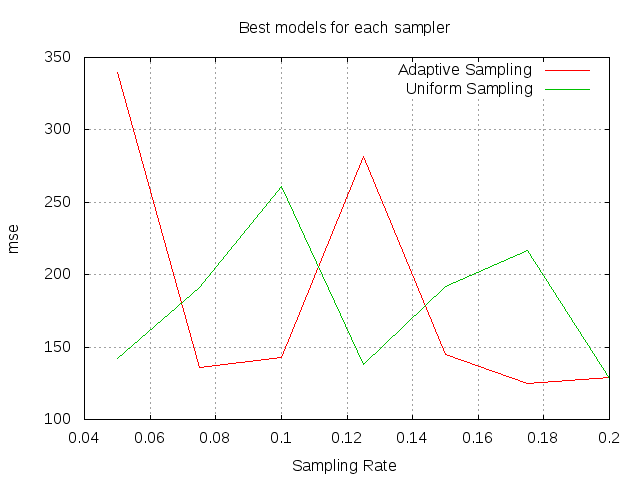 Best models for each sampler
350
300
250
200
150
100
mse
Adaptive Sampling
Uniform Sampling
0.04 0.06 0.08 0.1 0.12 0.14 0.16 0.18 0.2
Sampling Rate